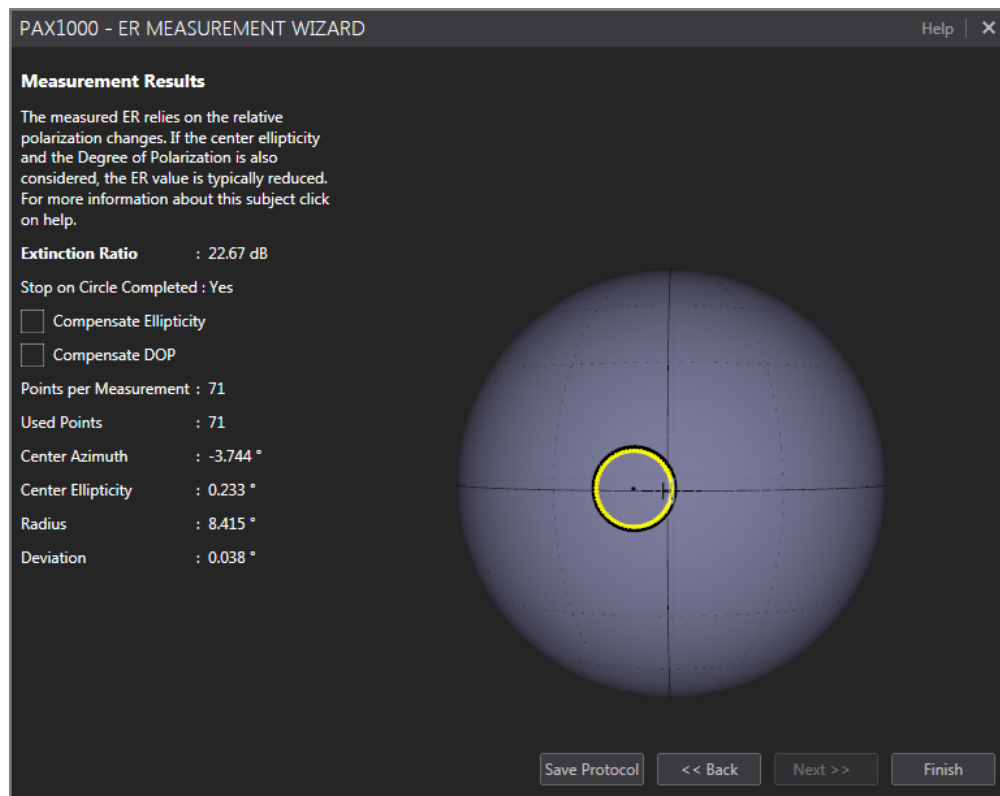 PAX1000 - ER MEASUREMENT WIZARD
Help
Measurement Results
The measured ER relies on the relative
polarization changes. If the center ellipticity
and the Degree of Polarization is also
considered, the ER value is typically reduced.
For more information about this subject click
on help.
Extinction Ratio : 22.67 dB
Stop on Circle Completed : Yes
Compensate Ellipticity
Compensate DOP
Points per Measurement : 71
Used Points : 71
Center Azimuth : -3.744 °
Center Ellipticity : 0.233 °
Radius : 8.415 °
Deviation : 0.038 °
Save Protocol << Back Next >> Finish